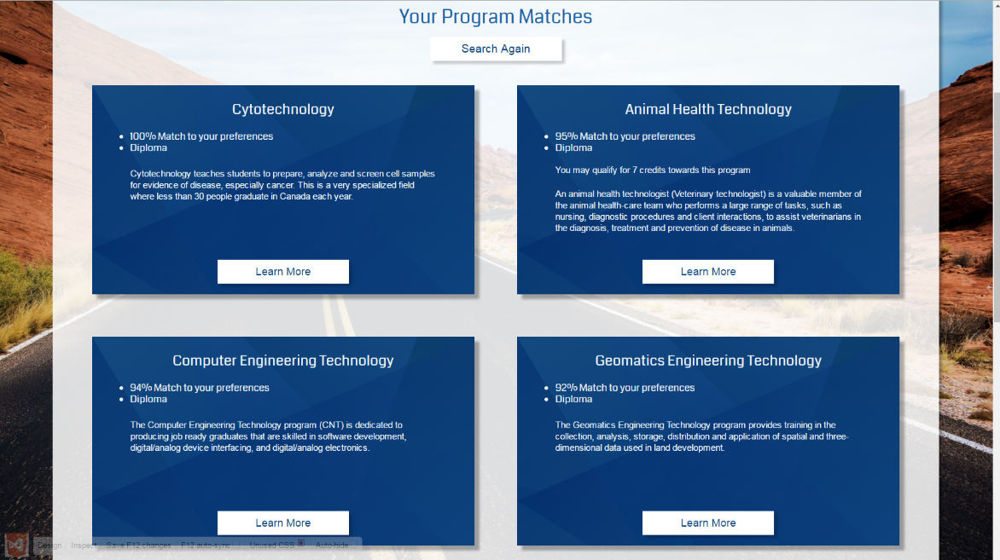 Your Program Matches
Search Again
Cytotechnology
100% Match to your preferences
Diploma
Cytotechnology teaches students to prepare, analyze and screen cell samples
for evidence of disease, especially cancer. This is a very specialized field
where less than 30 people graduate in Canada each year.
Learn More
Animal Health Technology
95% Match to your preferences
Diploma
You may qualify for 7 credits towards this program
An animal health technologist (Veterinary technologist) is a valuable member of
the animal health-care team who performs a large range of tasks, such as
nursing, diagnostic procedures and client interactions, to assist veterinarians in
the diagnosis, treatment and prevention of disease in animals.
Learn More
Computer Engineering Technology
94% Match to your preferences
Diploma
The Computer Engineering Technology program (CNT) is dedicated to
producing job ready graduates that are skilled in software development,
digital/analog device interfacing, and digital/analog electronics.
Learn More
Geomatics Engineering Technology
92% Match to your preferences
Diploma
The Geomatics Engineering Technology program provides training in the
collection, analysis, storage, distribution and application of spatial and three-
dimensional data used in land development.
Learn More
Design Inspect Save F12 changes F12 auto-sync Unused CSS Auto-hide